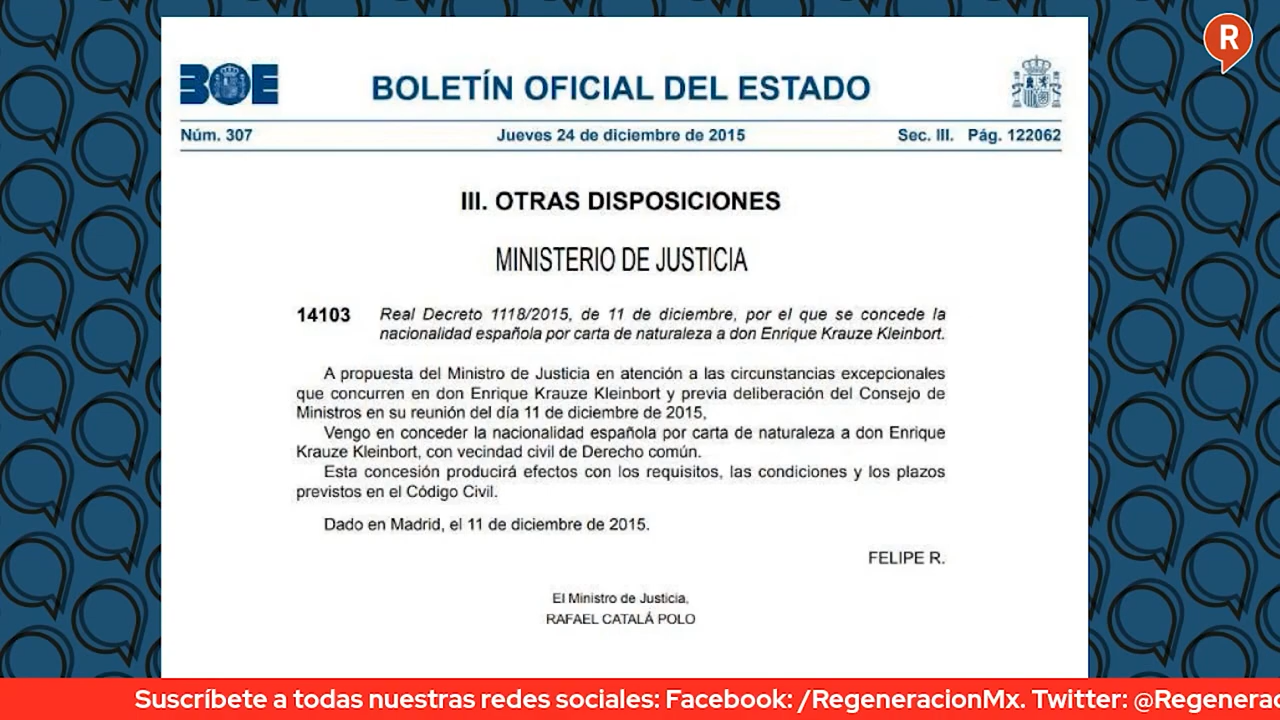 R
BOE
BOLETÍN OFICIAL DEL ESTADO
Núm. 307 Jueves 24 de diciembre de 2015 Sec. III. Pág. 122062
III. OTRAS DISPOSICIONES
MINISTERIO DE JUSTICIA
14103 Real Decreto 1118/2015, de 11 de diciembre, por el que se concede la
nacionalidad española por carta de naturaleza a don Enrique Krauze Kleinbort.
A propuesta del Ministro de Justicia en atención a las circunstancias excepcionales
que concurren en don Enrique Krauze Kleinbort y previa deliberación del Consejo de
Ministros en su reunión del día 11 de diciembre de 2015,
Vengo en conceder la nacionalidad española por carta de naturaleza a don Enrique
Krauze Kleinbort, con vecindad civil de Derecho común.
Esta concesión producirá efectos con los requisitos, las condiciones y los plazos
previstos en el Código Civil.
Dado en Madrid, el 11 de diciembre de 2015.
FELIPE R.
El Ministro de Justicia,
RAFAEL CATALÁ POLO
Suscríbete a todas nuestras redes sociales: Facebook: /RegeneracionMx. Twitter: @Regenerac